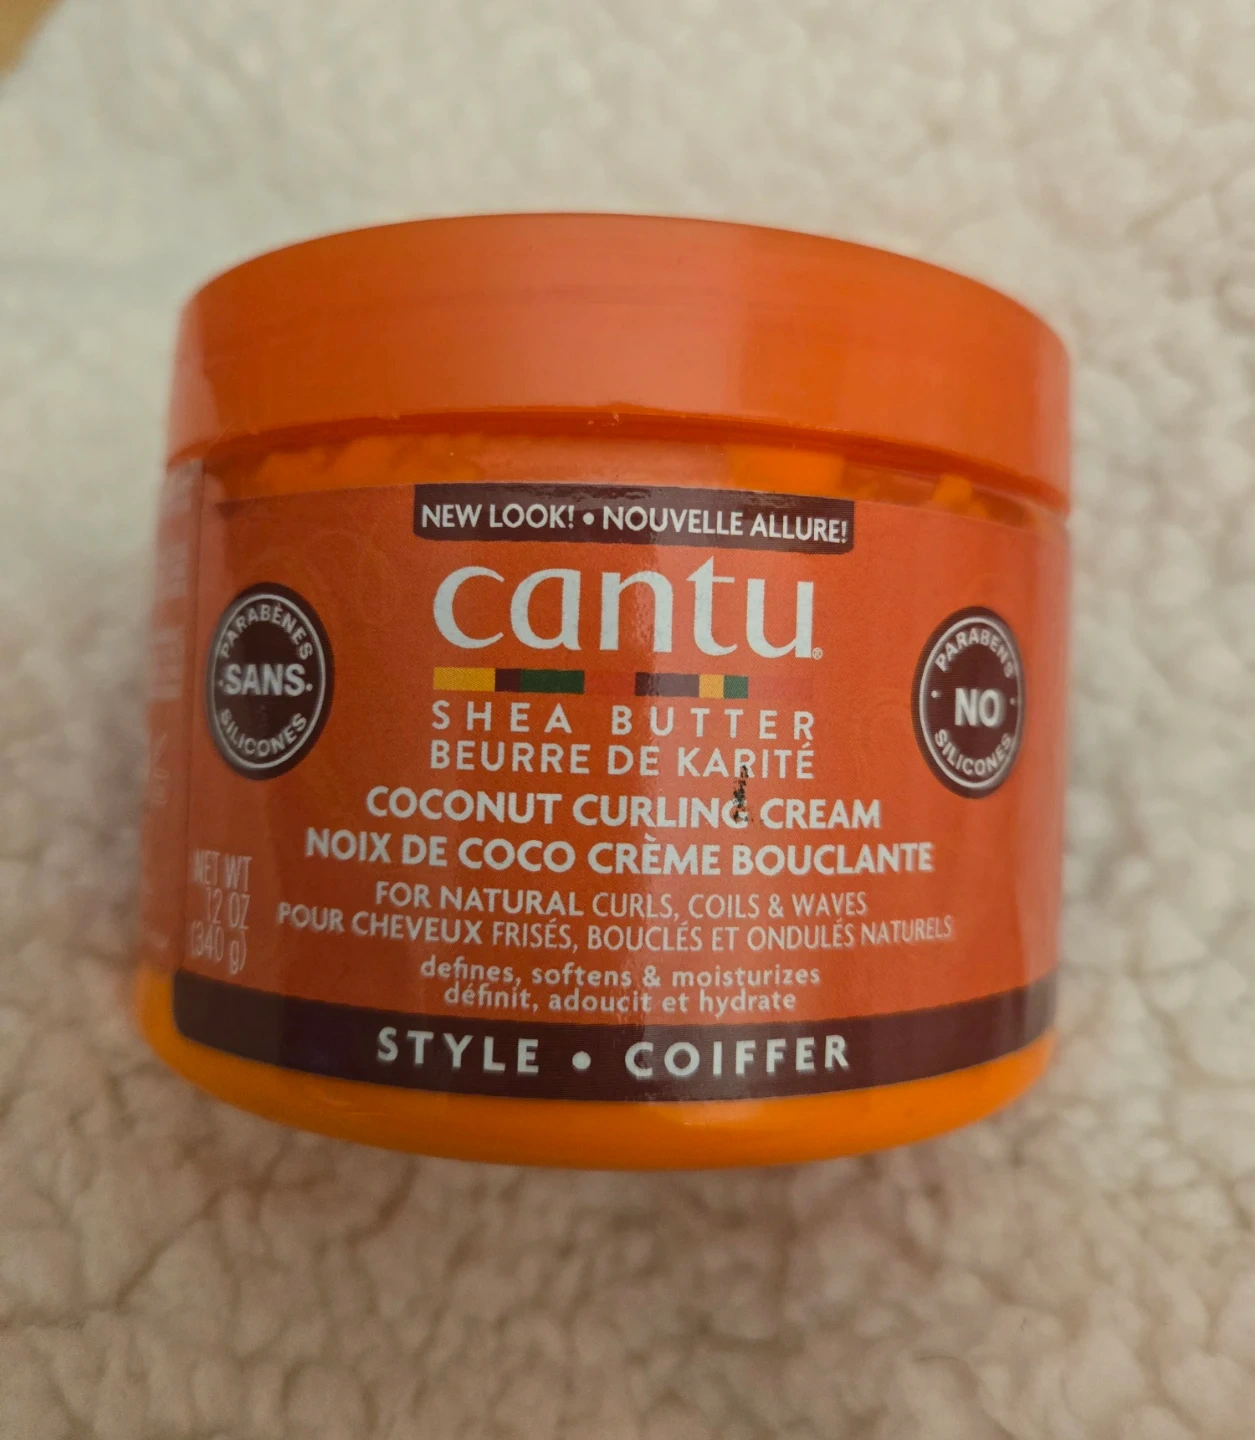 NEW LOOK! • NOUVELLE ALLURE!
cantu®
SHEA BUTTER
BEURRE DE KARITÉ
COCONUT CURLING CREAM
NOIX DE COCO CRÈME BOUCLANTE
FOR NATURAL CURLS, COILS & WAVES
POUR CHEVEUX FRISÉS, BOUCLÉS ET ONDULÉS NATURELS
defines, softens & moisturizes
définit, adoucit et hydrate
STYLE • COIFFER
PARABÈNES
•SANS•
SILICONES
PARABENS
• NO •
SILICONES
NET WT
12 OZ
(340 g)